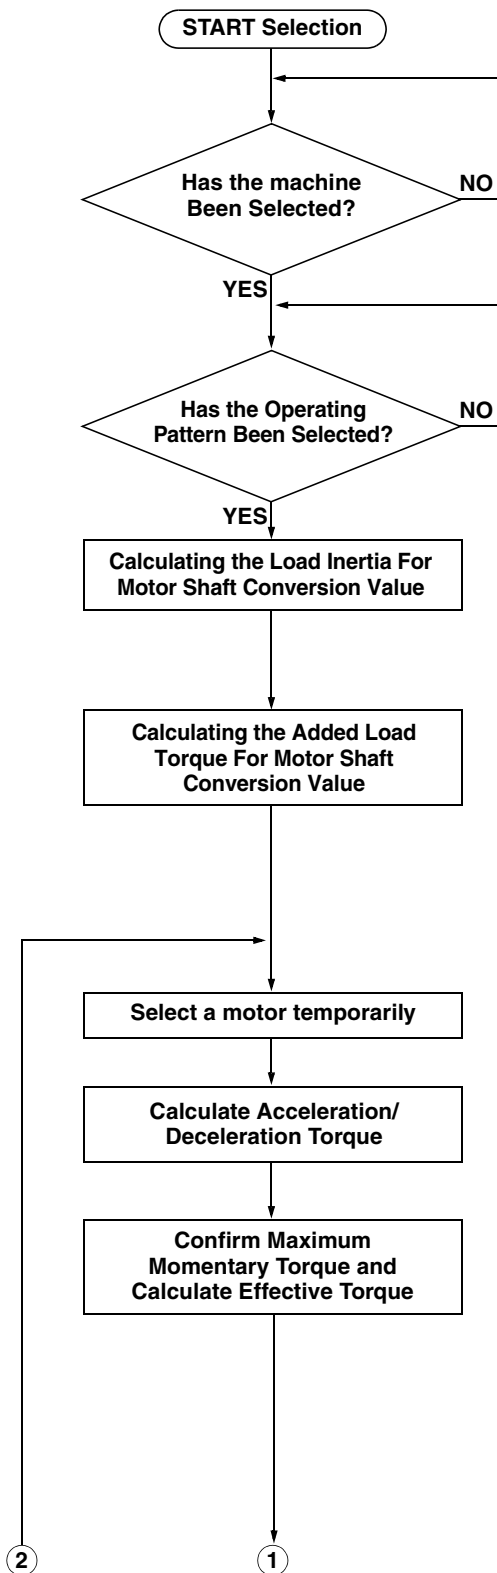 START Selection
Has the machine
Been Selected?
NO
YES
Has the Operating
Pattern Been Selected?
NO
YES
Calculating the Load Inertia For
Motor Shaft Conversion Value
Calculating the Added Load
Torque For Motor Shaft
Conversion Value
Select a motor temporarily
Calculate Acceleration/
Deceleration Torque
Confirm Maximum
Momentary Torque and
Calculate Effective Torque
2
1